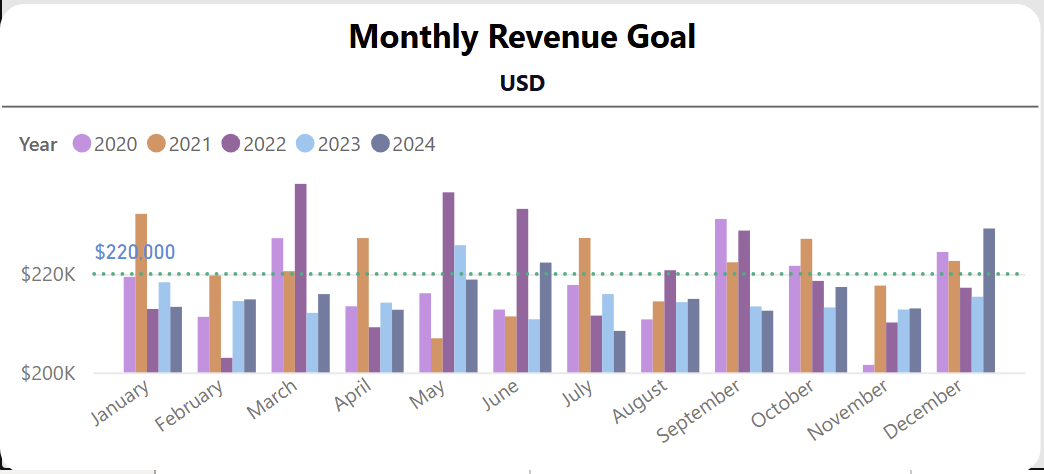 Monthly Revenue Goal
USD
Year 2020 2021 2022 2023 2024
$220,000
$220K
$200K
January February March April May June July August September October November December